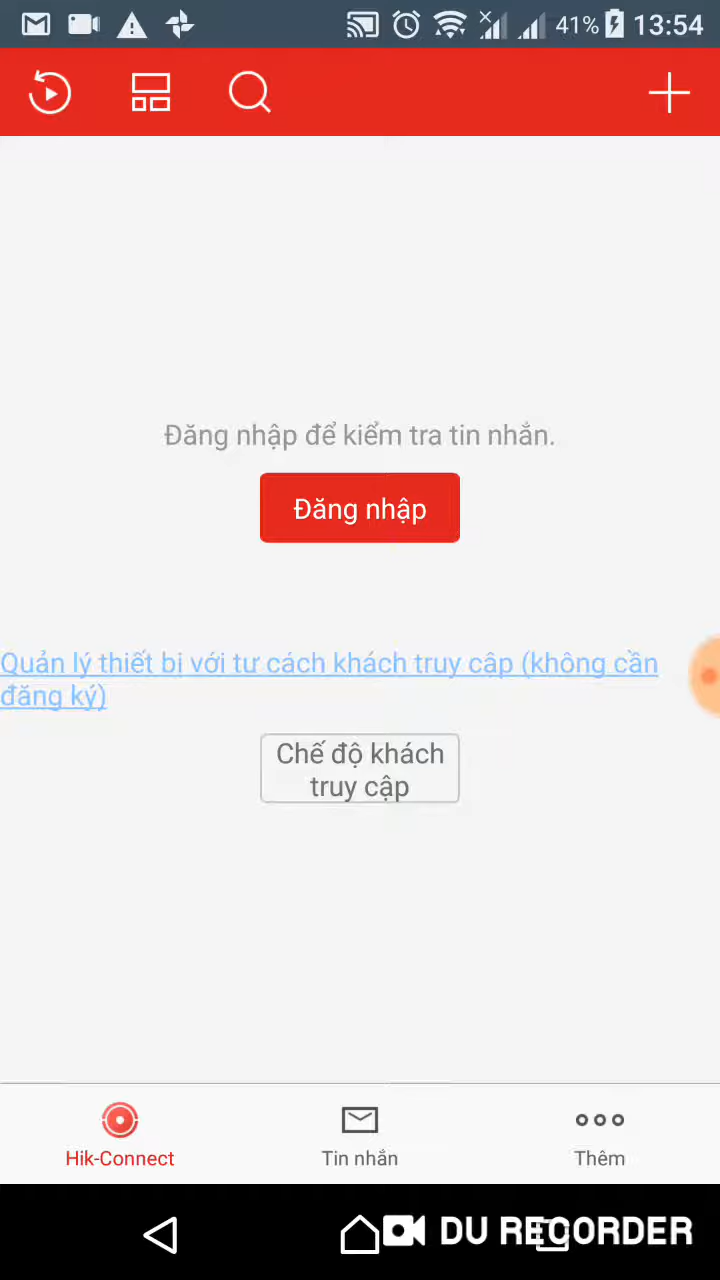 41% 13:54
Đăng nhập để kiểm tra tin nhắn.
Đăng nhập
Quản lý thiết bị với tư cách khách truy cập (không cần
đăng ký)
Chế độ khách
truy cập
Hik-Connect Tin nhắn Thêm
DU RECORDER